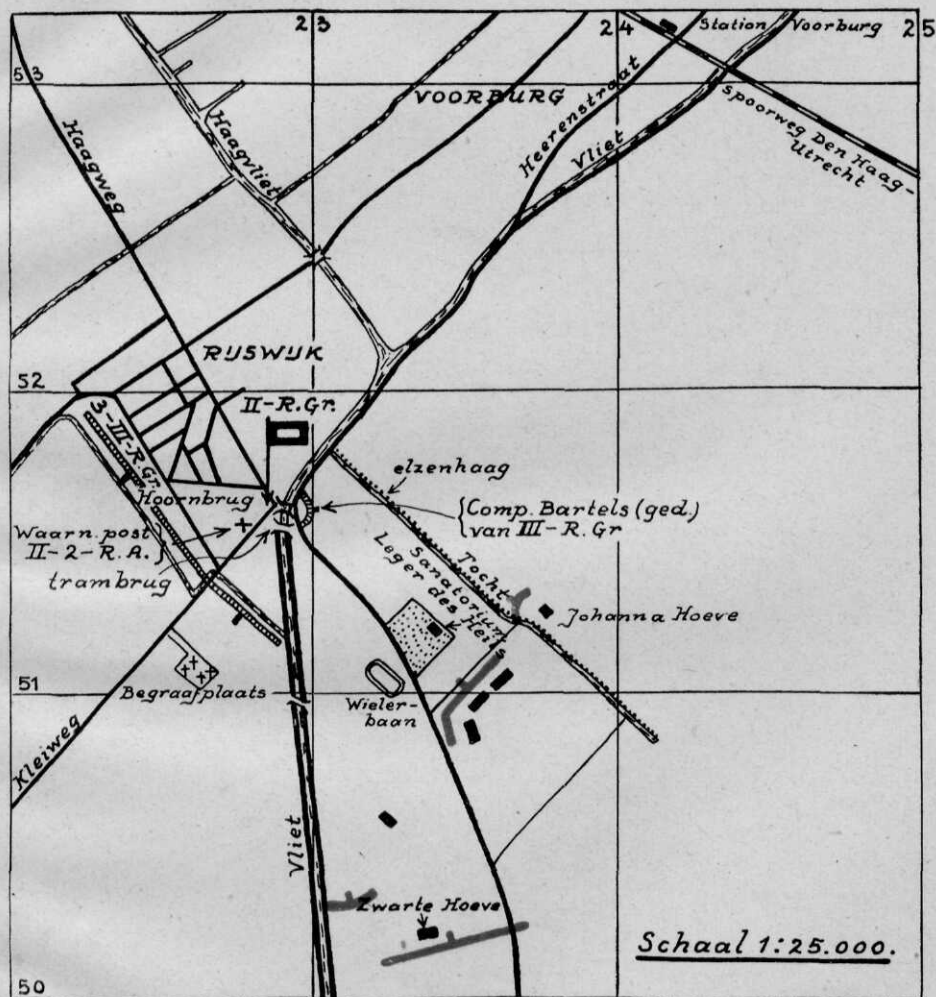 23
24
25
Station Voorburg
53
VOORBURG
Haagweg
Haagvliet
Heerenstraat
Vliet
spoorweg Den Haag-
Utrecht
RIJSWIJK
52
II-R.Gr.
3-III-R.Gr.
elzenhaag
Hoornbrug
{Comp. Bartels (ged.)
van III-R.Gr
Waarn. post
II-2-R.A.}
trambrug
Tocht
Sanatorium
Leger des Heils
Johanna Hoeve
51
Begraafplaats
Wieler-
baan
Kleiweg
Vliet
Zwarte Hoeve
Schaal 1:25.000.
50